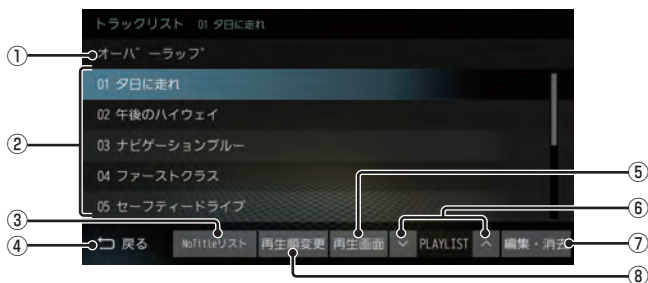 トラックリスト 01 夕日に走れ
① オーバーラップ
② 01 夕日に走れ
02 午後のハイウェイ
03 ナビゲーションブルー
04 ファーストクラス
05 セーフティードライブ
③ NoTitleリスト
④ 戻る
再生順変更 再生画面 PLAYLIST 編集・消去
⑤
⑥
⑦
⑧